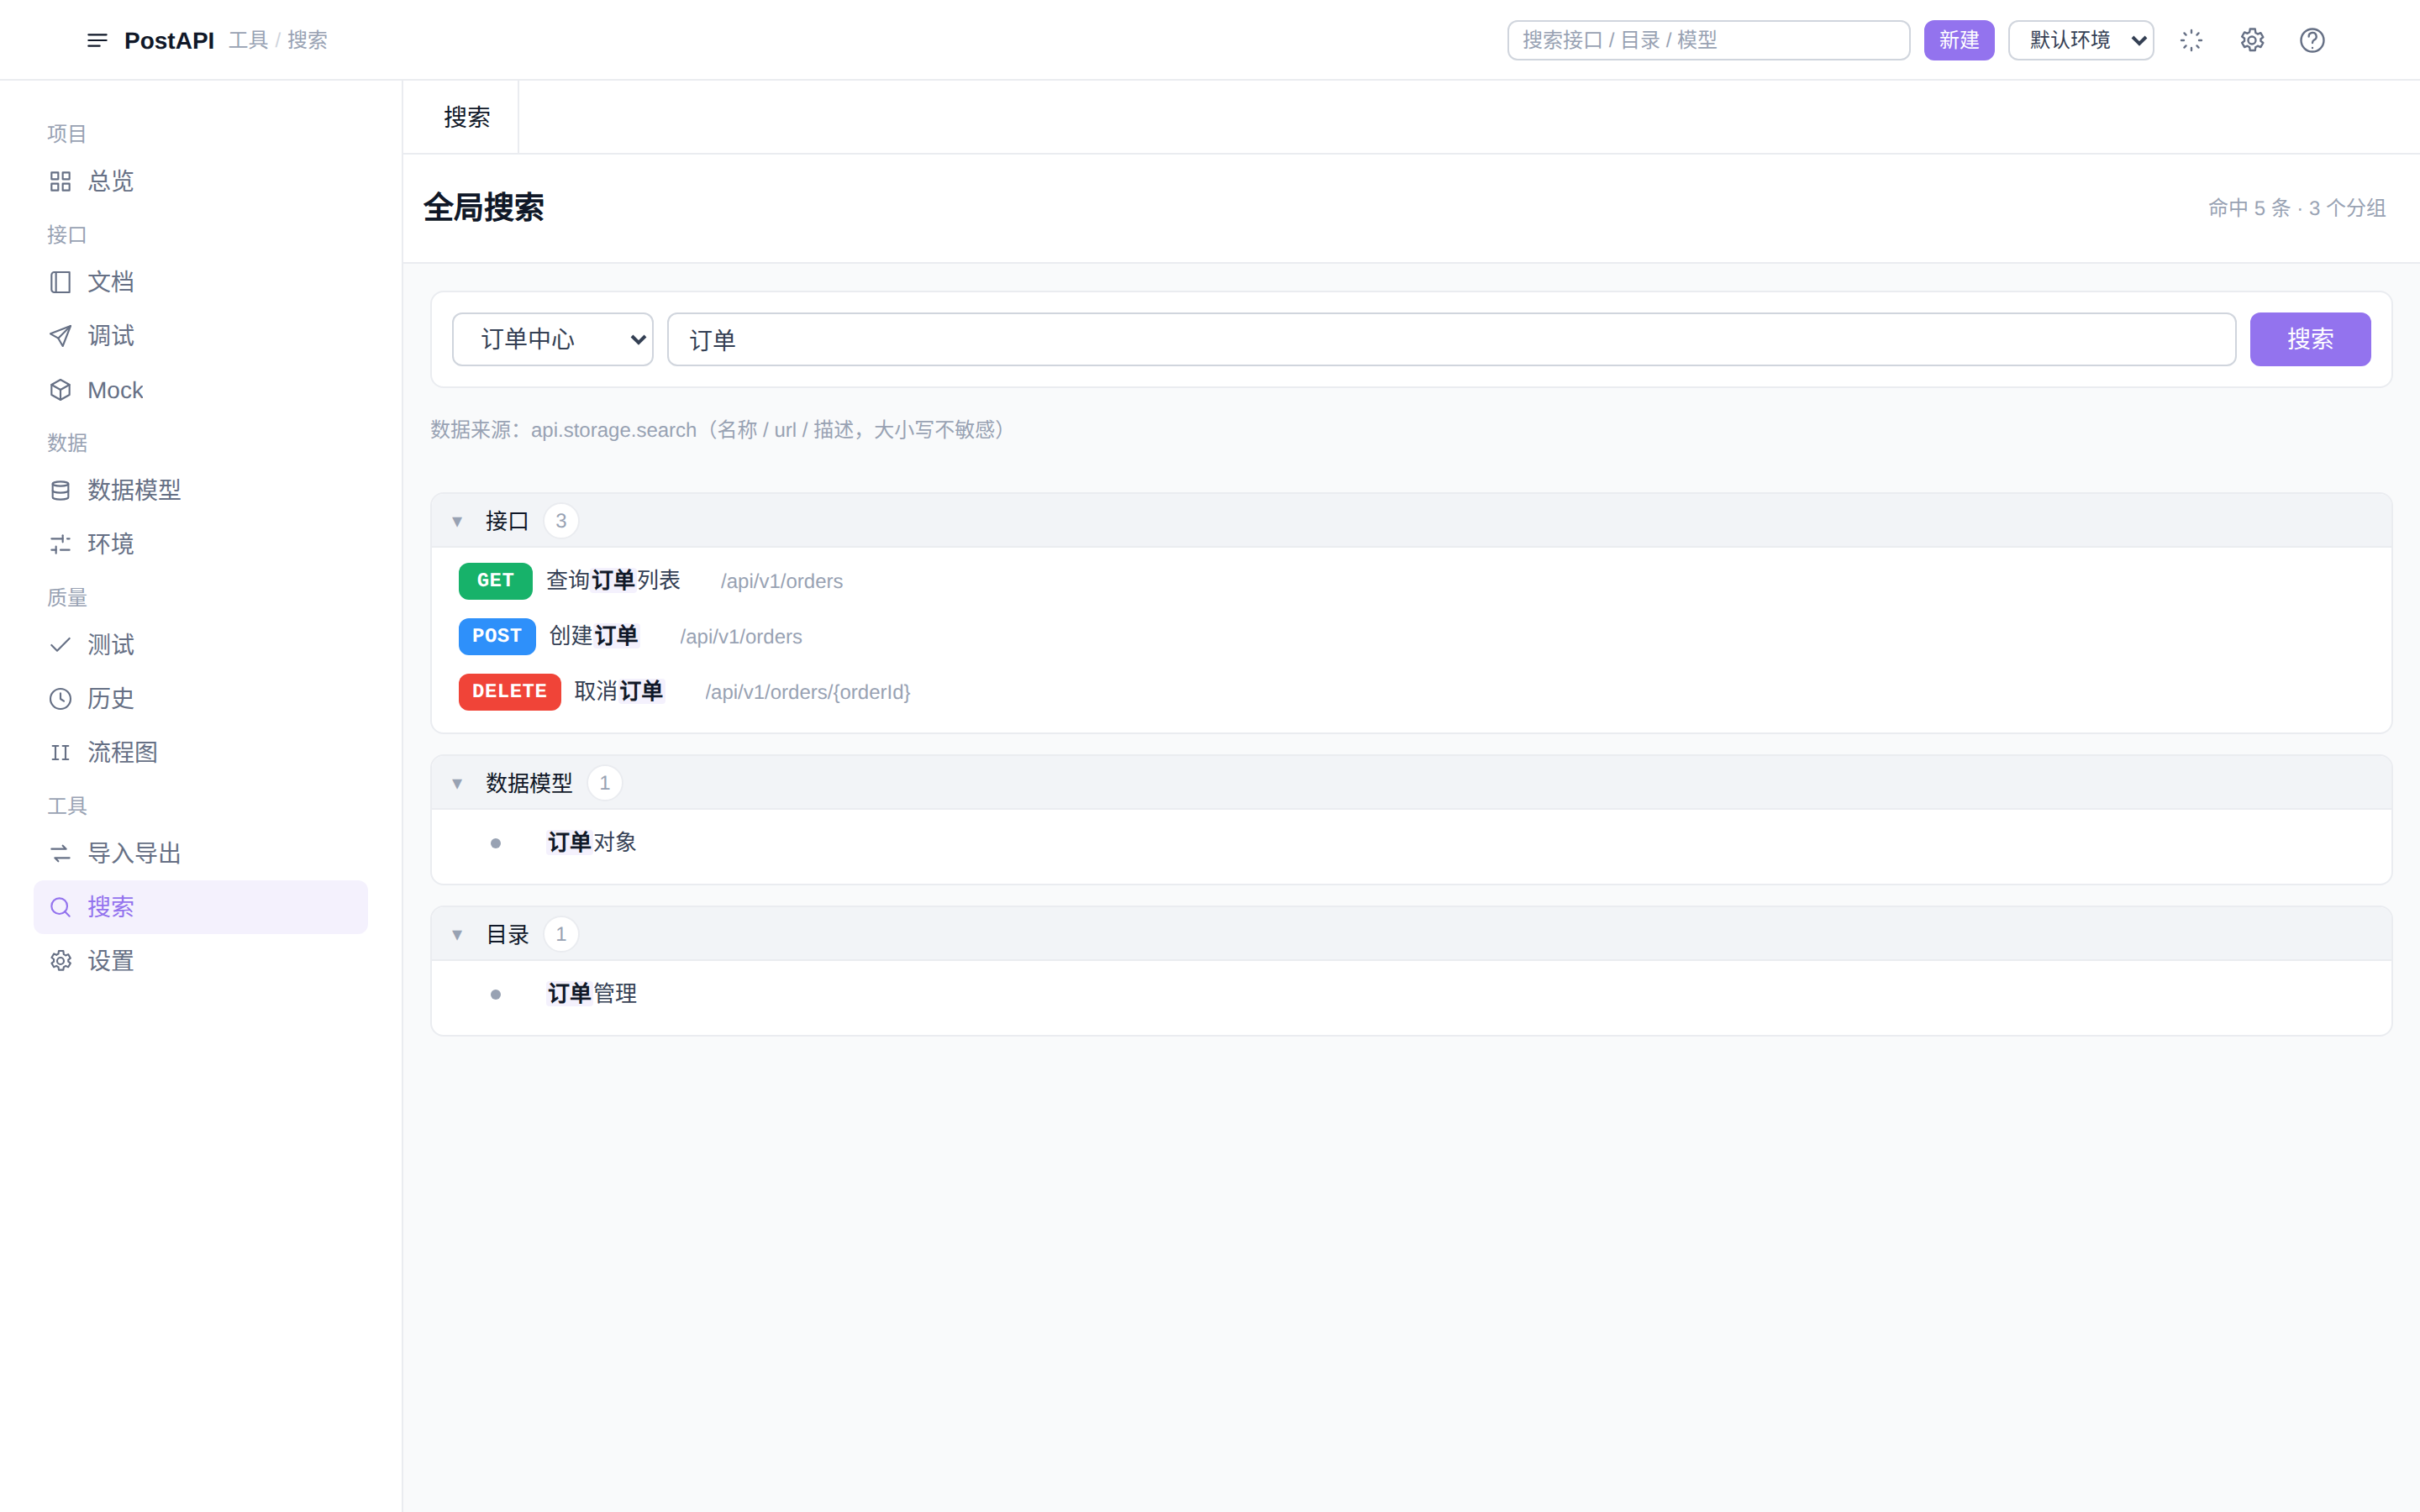 PostAPI 工具 / 搜索 搜索接口 / 目录 / 模型 新建 默认环境
项目
总览
接口
文档
调试
Mock
数据
数据模型
环境
质量
测试
历史
流程图
工具
导入导出
搜索
设置
搜索
全局搜索 命中 5 条 · 3 个分组
订单中心 订单 搜索
数据来源：api.storage.search（名称 / url / 描述，大小写不敏感）
▼ 接口 3
GET 查询订单列表 /api/v1/orders
POST 创建订单 /api/v1/orders
DELETE 取消订单 /api/v1/orders/{orderId}
▼ 数据模型 1
● 订单对象
▼ 目录 1
● 订单管理